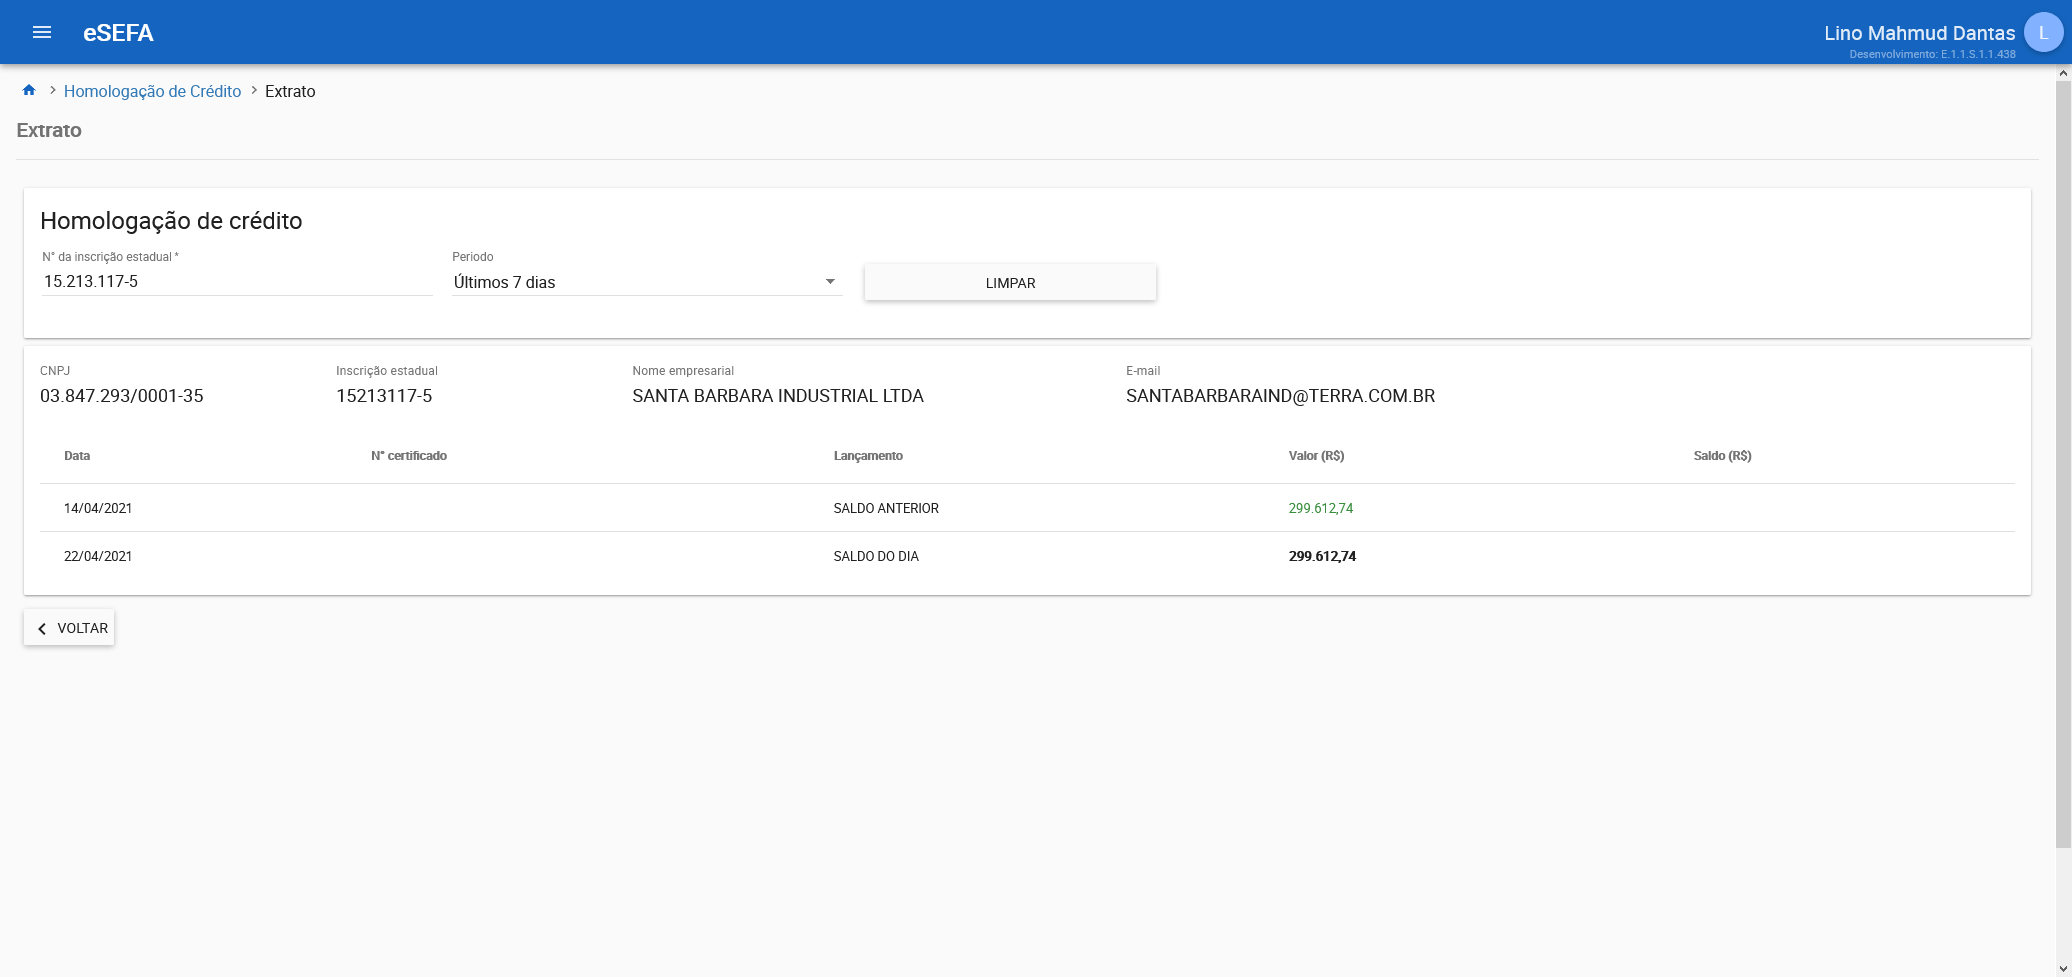 eSEFA
Lino Mahmud Dantas
L
Desenvolvimento: E.1.1.S.1.1.438
Homologação de Crédito
Extrato
Extrato
Homologação de crédito
N° da inscrição estadual *
Periodo
15.213.117-5
Últimos 7 dias
LIMPAR
CNPJ
Inscrição estadual
Nome empresarial
E-mail
03.847.293/0001-35
15213117-5
SANTA BARBARA INDUSTRIAL LTDA
SANTABARBARAIND@TERRA.COM.BR
Data N° certificado Lançamento Valor (R$) Saldo (R$)
14/04/2021 SALDO ANTERIOR 299.612,74
22/04/2021 SALDO DO DIA 299.612,74
VOLTAR